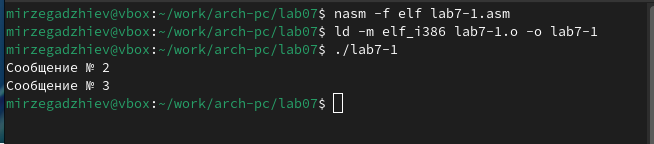 mirzegadzhiev@vbox:~/work/arch-pc/lab07$ nasm -f elf lab7-1.asm
mirzegadzhiev@vbox:~/work/arch-pc/lab07$ ld -m elf_i386 lab7-1.o -o lab7-1
mirzegadzhiev@vbox:~/work/arch-pc/lab07$ ./lab7-1
Сообщение № 2
Сообщение № 3
mirzegadzhiev@vbox:~/work/arch-pc/lab07$